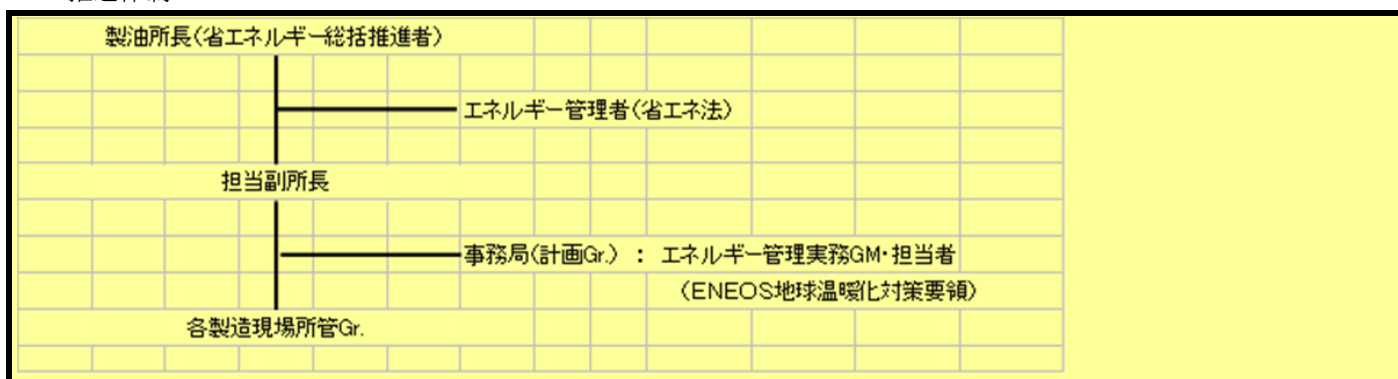 製油所長(省エネルギー総括推進者)
エネルギー管理者(省エネ法)
担当副所長
事務局(計画Gr.) : エネルギー管理実務GM・担当者
(ENEOS地球温暖化対策要領)
各製造現場所管Gr.